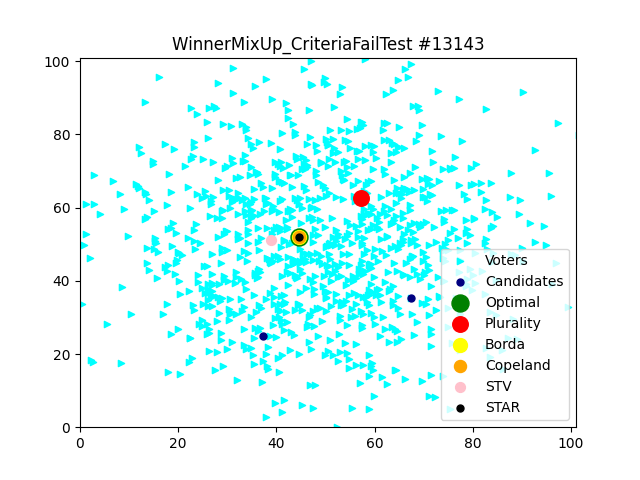 WinnerMixUp_CriteriaFailTest #13143
100
80
60
40
20
0
0
20
40
60
80
100
Voters
Candidates
Optimal
Plurality
Borda
Copeland
STV
STAR